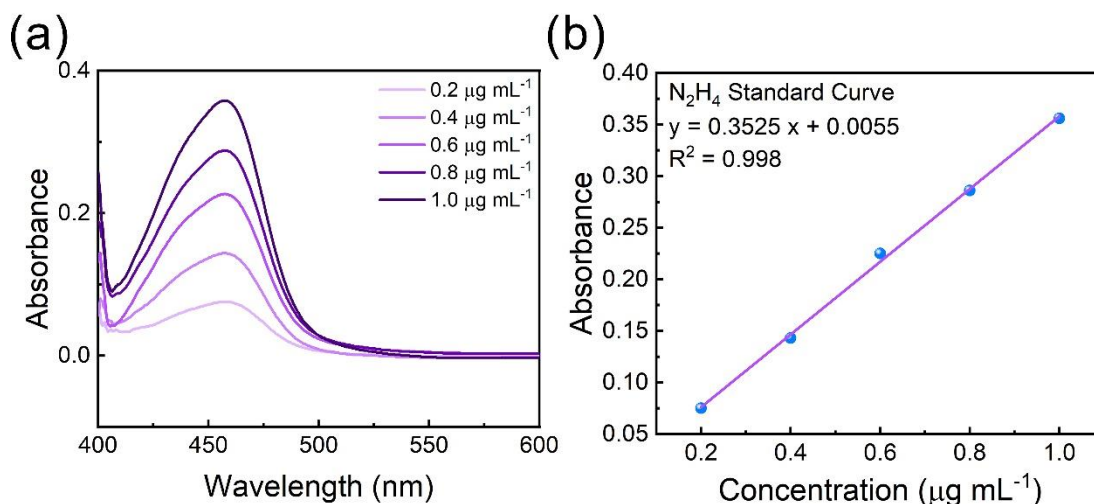 (a)
0.4
0.2
0.0
Absorbance
400
450
500
550
600
Wavelength (nm)
0.2 μg mL⁻¹
0.4 μg mL⁻¹
0.6 μg mL⁻¹
0.8 μg mL⁻¹
1.0 μg mL⁻¹
(b)
0.40
0.35
0.30
0.25
0.20
0.15
0.10
0.05
Absorbance
N₂H₄ Standard Curve
y = 0.3525 x + 0.0055
R² = 0.998
0.2
0.4
0.6
0.8
1.0
Concentration (μg mL⁻¹)